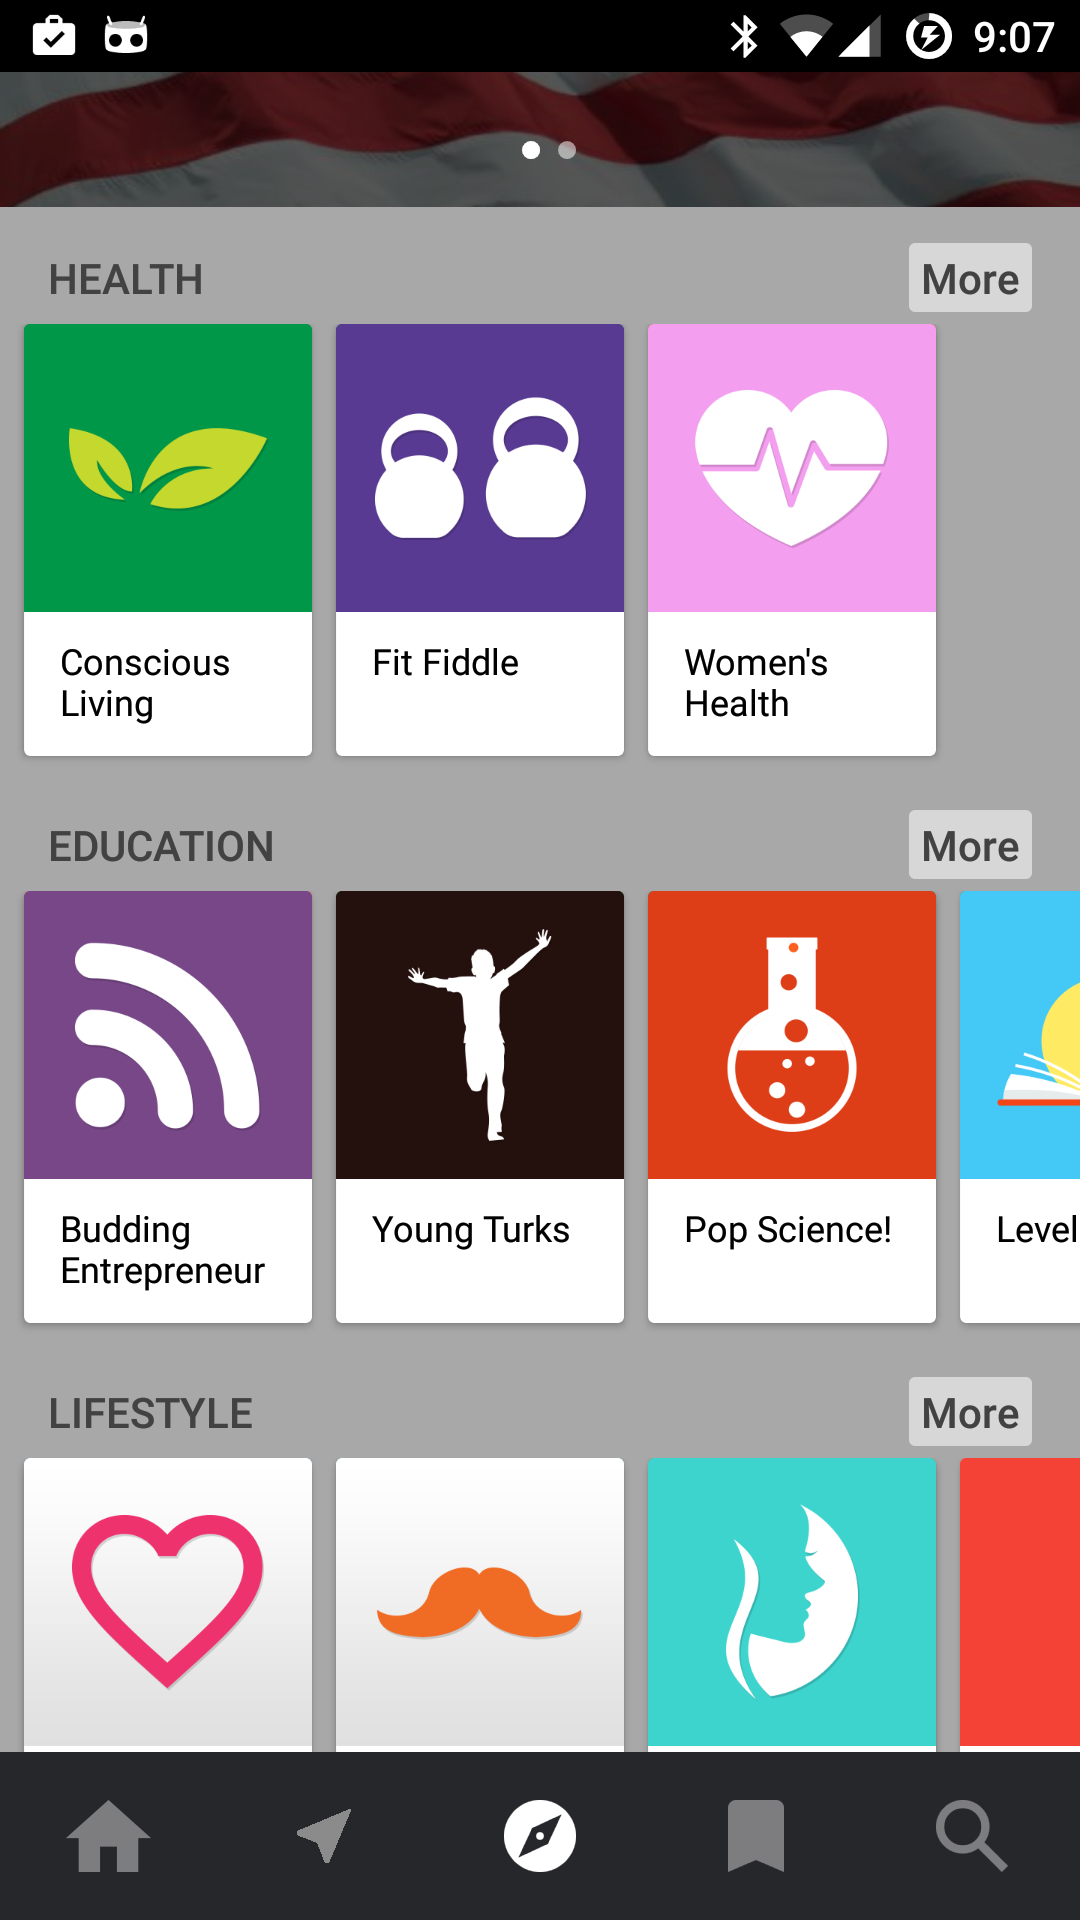 9:07
HEALTH More
Conscious Fit Fiddle Women's
Living Health
EDUCATION More
Budding Young Turks Pop Science! Level
Entrepreneur
LIFESTYLE More